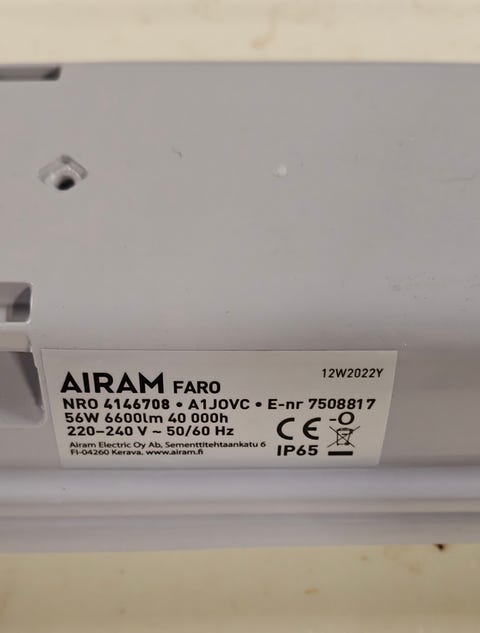 AIRAM FARO 12W2022Y
NRO 4146708 • A1JOVC • E-nr 7508817
56W 6600lm 40 000h
220-240 V ~ 50/60 Hz CE
Airam Electric Oy Ab, Sementtitehtaankatu 6
FI-04260 Kerava, www.airam.fi IP65